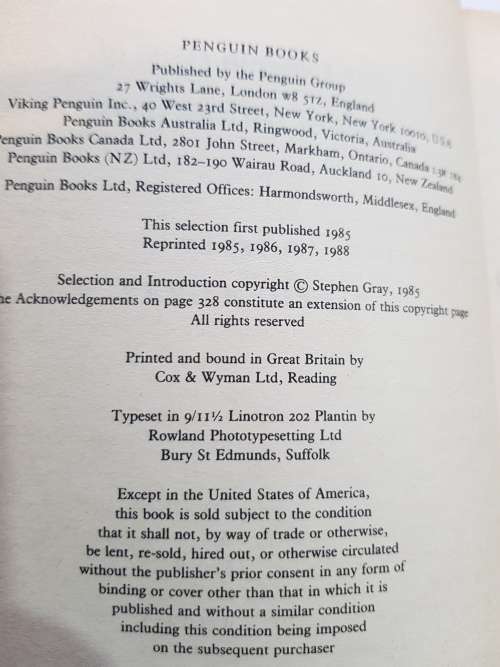 PENGUIN BOOKS
Published by the Penguin Group
27 Wrights Lane, London W8 5TZ, England
Viking Penguin Inc., 40 West 23rd Street, New York, New York 10010, USA
Penguin Books Australia Ltd, Ringwood, Victoria, Australia
Penguin Books Canada Ltd, 2801 John Street, Markham, Ontario, Canada
Penguin Books (NZ) Ltd, 182–190 Wairau Road, Auckland 10, New Zealand
Penguin Books Ltd, Registered Offices: Harmondsworth, Middlesex, England
This selection first published 1985
Reprinted 1985, 1986, 1987, 1988
Selection and Introduction copyright © Stephen Gray, 1985
he Acknowledgements on page 328 constitute an extension of this copyright page
All rights reserved
Printed and bound in Great Britain by
Cox & Wyman Ltd, Reading
Typeset in 9/11½ Linotron 202 Plantin by
Rowland Phototypesetting Ltd
Bury St Edmunds, Suffolk
Except in the United States of America,
this book is sold subject to the condition
that it shall not, by way of trade or otherwise,
be lent, re-sold, hired out, or otherwise circulated
without the publisher's prior consent in any form of
binding or cover other than that in which it is
published and without a similar condition
including this condition being imposed
on the subsequent purchaser